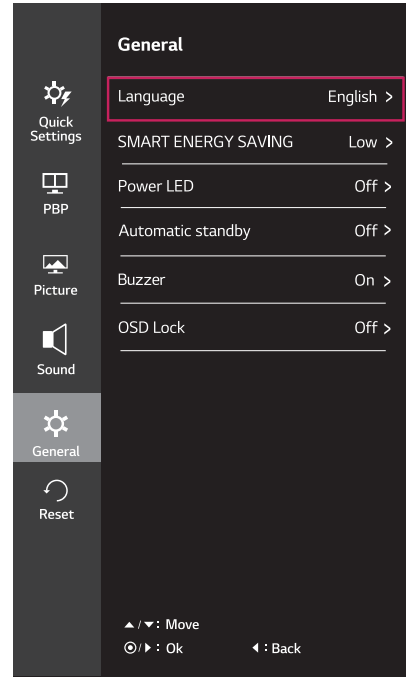 General
Quick
Settings
PBP
Picture
Sound
General
Reset
Language English >
SMART ENERGY SAVING Low >
Power LED Off >
Automatic standby Off >
Buzzer On >
OSD Lock Off >
▲/▼: Move
◉/▶ : Ok ◀ : Back